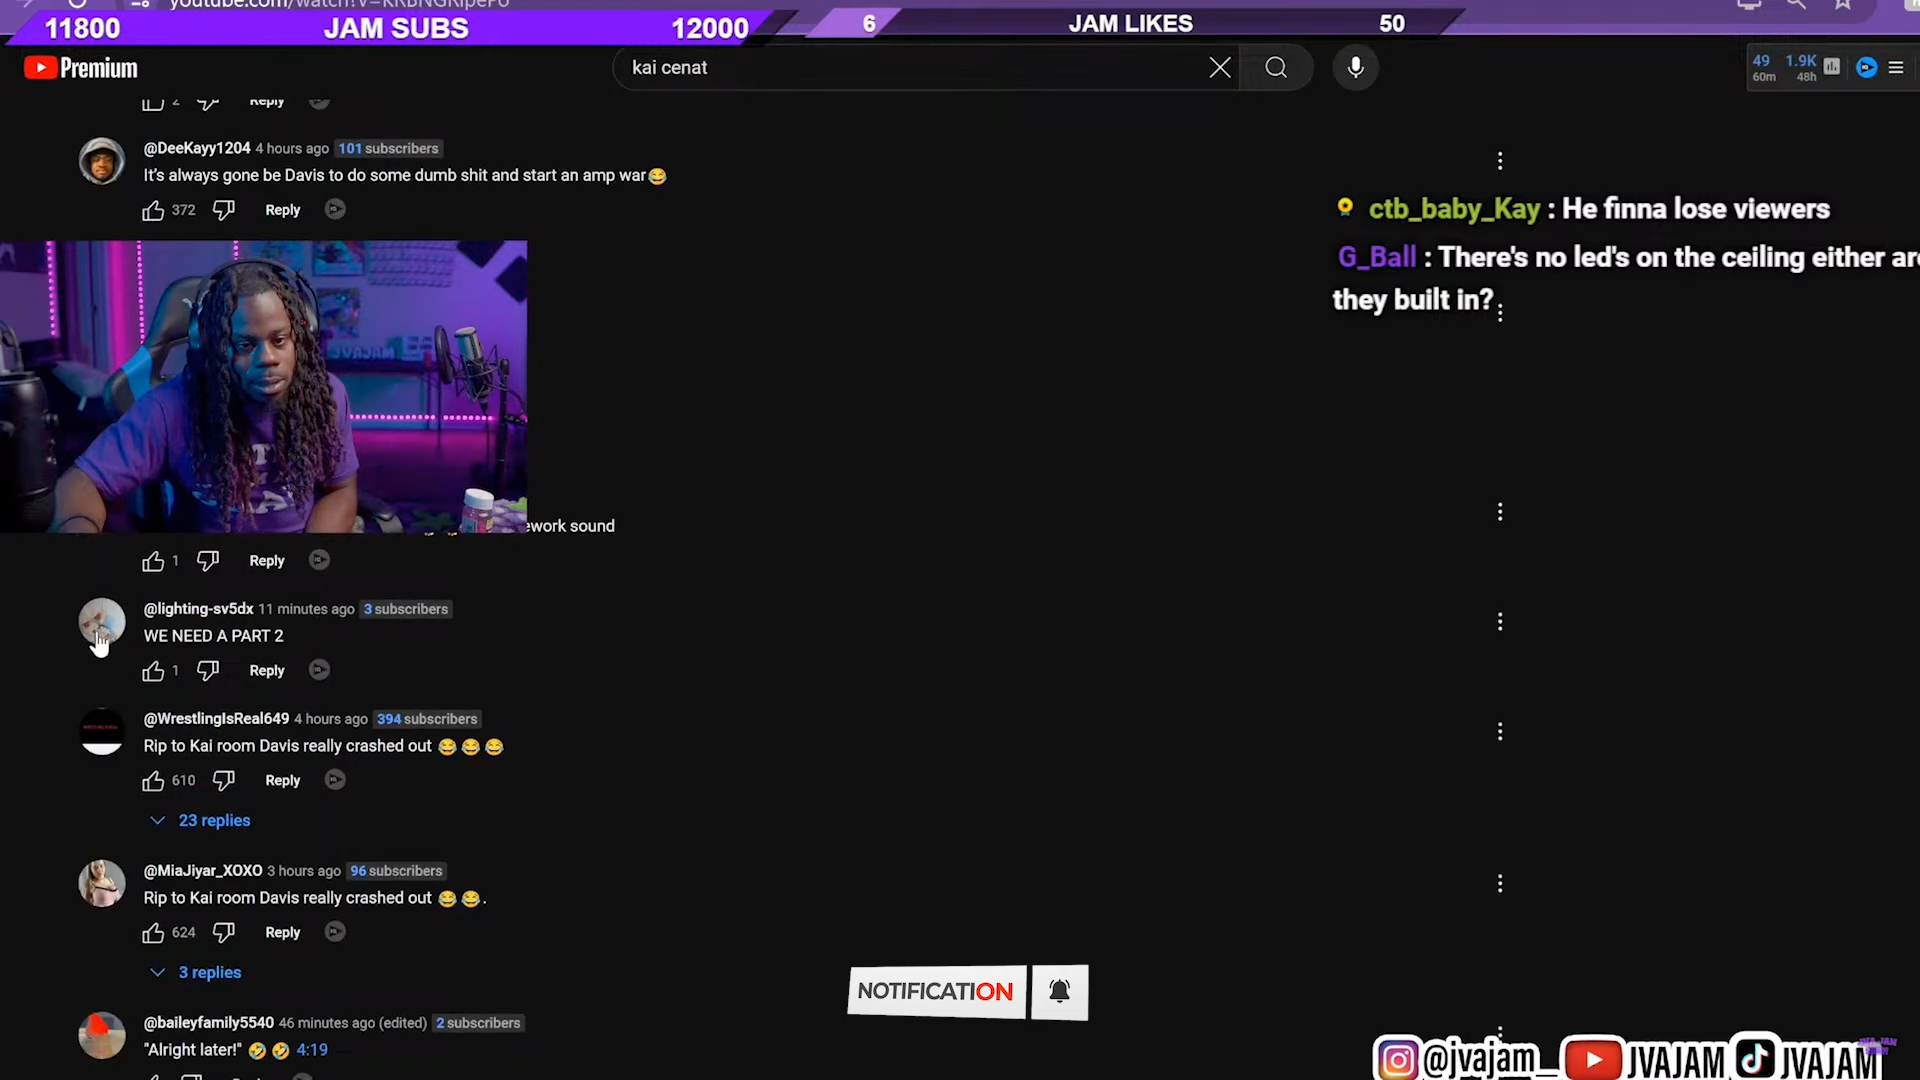 youtube.com/watch?v=KRBNGRipePo
11800 JAM SUBS 12000
6 JAM LIKES 50
Premium
kai cenat
49 1.9K
60m 48h
2 Reply
@DeeKayy1204 4 hours ago 101 subscribers
It's always gone be Davis to do some dumb shit and start an amp war😂
372 Reply
ctb_baby_Kay : He finna lose viewers
G_Ball : There's no led's on the ceiling either are
they built in?
JVAJAM
ework sound
1 Reply
@lighting-sv5dx 11 minutes ago 3 subscribers
WE NEED A PART 2
1 Reply
@WrestlingIsReal649 4 hours ago 394 subscribers
Rip to Kai room Davis really crashed out 😂 😂 😂
610 Reply
23 replies
@MiaJiyar_XOXO 3 hours ago 96 subscribers
Rip to Kai room Davis really crashed out 😂 😂.
624 Reply
3 replies
NOTIFICATION
@baileyfamily5540 46 minutes ago (edited) 2 subscribers
"Alright later!" 🤣 🤣 4:19
@jvajam_ JVAJAM JVAJAM